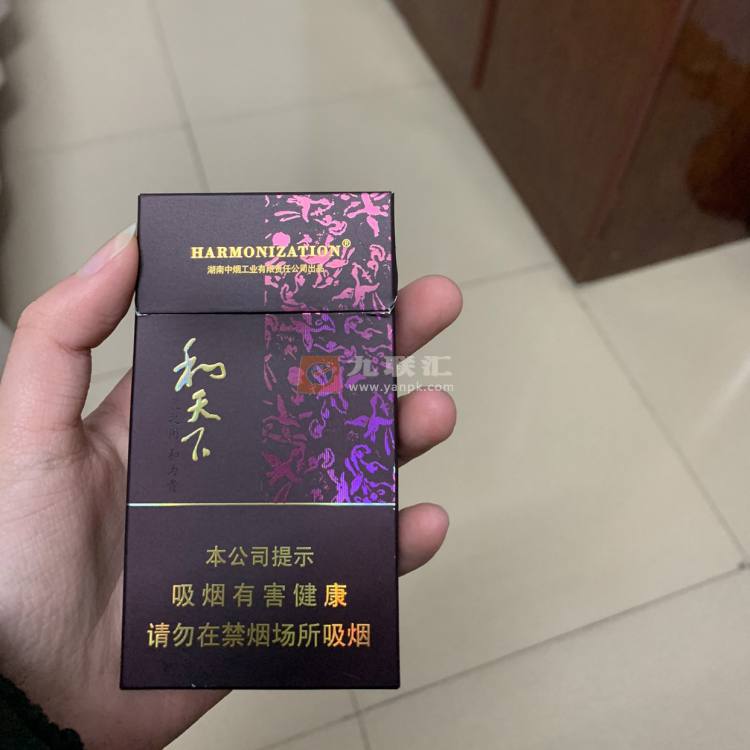 HARMONIZATION®
湖南中烟工业有限责任公司出品
九联汇
www.yanpk.com
和天下
本公司提示
吸烟有害健康
请勿在禁烟场所吸烟